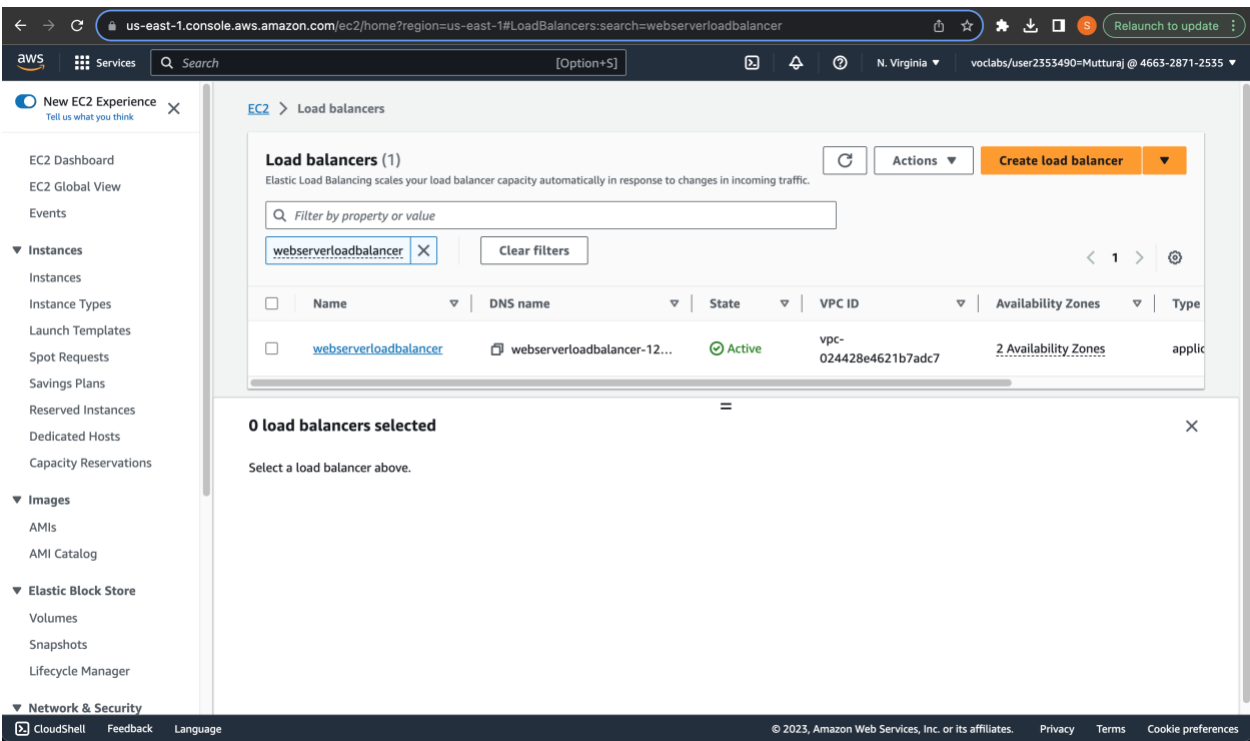 us-east-1.console.aws.amazon.com/ec2/home?region=us-east-1#LoadBalancers:search=webserverloadbalancer
S
Relaunch to update
aws
Services
Search
[Option+S]
N. Virginia
voclabs/user2353490=Mutturaj @ 4663-2871-2535
New EC2 Experience
Tell us what you think
EC2 Dashboard
EC2 Global View
Events
Instances
Instances
Instance Types
Launch Templates
Spot Requests
Savings Plans
Reserved Instances
Dedicated Hosts
Capacity Reservations
Images
AMIs
AMI Catalog
Elastic Block Store
Volumes
Snapshots
Lifecycle Manager
Network & Security
EC2 > Load balancers
Load balancers (1)
Elastic Load Balancing scales your load balancer capacity automatically in response to changes in incoming traffic.
Actions
Create load balancer
Filter by property or value
webserverloadbalancer
Clear filters
1
Name DNS name State VPC ID Availability Zones Type
webserverloadbalancer webserverloadbalancer-12... Active vpc-024428e4621b7adc7 2 Availability Zones applic
0 load balancers selected
Select a load balancer above.
CloudShell Feedback Language
© 2023, Amazon Web Services, Inc. or its affiliates. Privacy Terms Cookie preferences